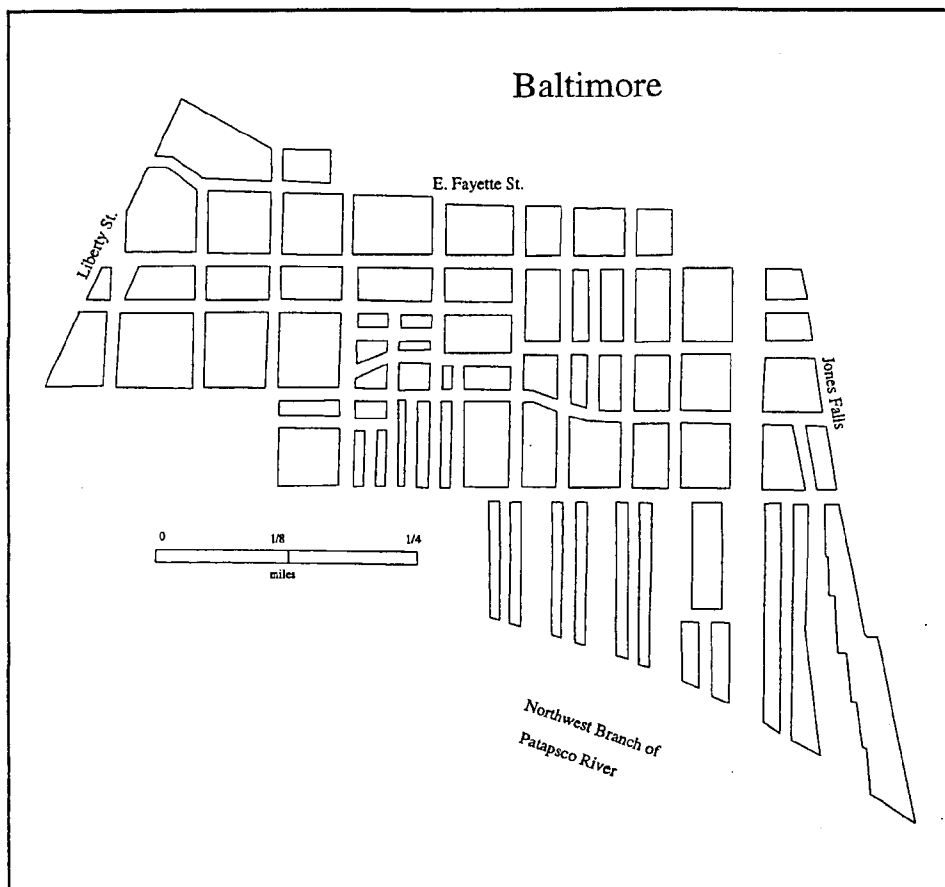 Baltimore
E. Fayette St.
Liberty St.
Jones Falls
0 1/8 1/4
miles
Northwest Branch of
Patapsco River